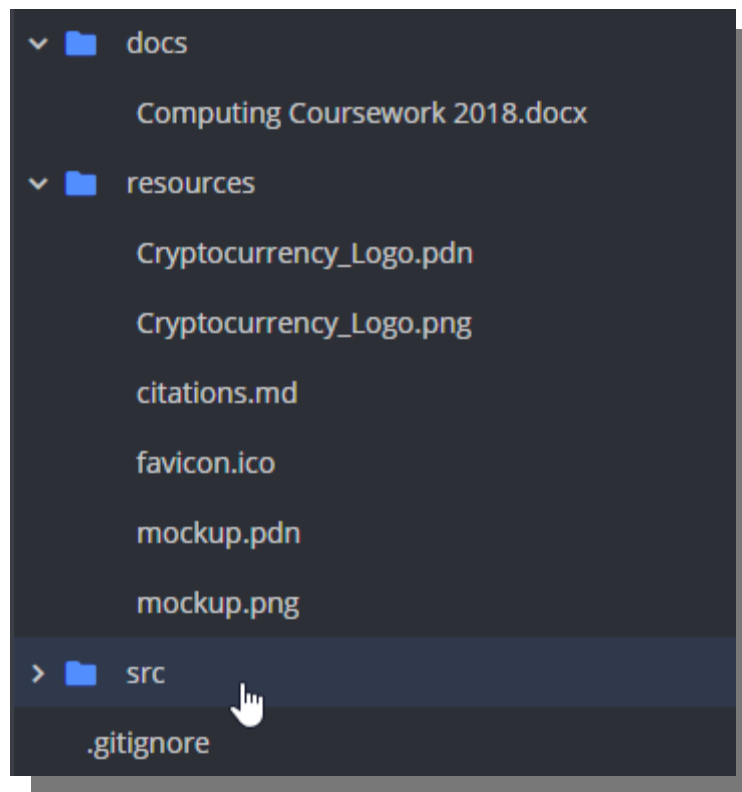 docs
Computing Coursework 2018.docx
resources
Cryptocurrency_Logo.pdn
Cryptocurrency_Logo.png
citations.md
favicon.ico
mockup.pdn
mockup.png
src
.gitignore